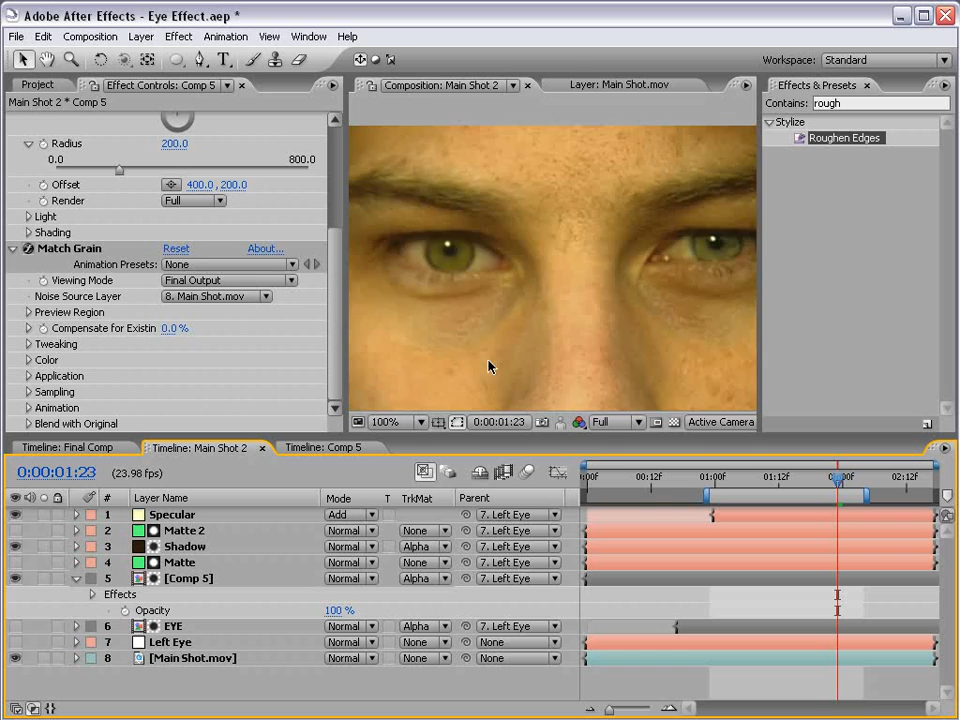 Adobe After Effects - Eye Effect.aep *
File Edit Composition Layer Effect Animation View Window Help
Workspace: Standard
Project Effect Controls: Comp 5 Composition: Main Shot 2 Layer: Main Shot.mov Effects & Presets
Main Shot 2 * Comp 5
Contains: rough
Stylize
Roughen Edges
Radius 200.0
0.0 800.0
Offset 400.0, 200.0
Render Full
Light
Shading
Match Grain Reset About...
Animation Presets: None
Viewing Mode Final Output
Noise Source Layer 8. Main Shot.mov
Preview Region
Compensate for Existin 0.0 %
Tweaking
Color
Application
Sampling
Animation
Blend with Original
100% 0:00:01:23 Full Active Camera
Timeline: Final Comp Timeline: Main Shot 2 Timeline: Comp 5
0:00:01:23 (23.98 fps)
:00f 00:12f 01:00f 01:12f 02:12f
# Layer Name Mode T TrkMat Parent
1 Specular Add 7. Left Eye
2 Matte 2 Normal None 7. Left Eye
3 Shadow Normal Alpha 7. Left Eye
4 Matte Normal None 7. Left Eye
5 [Comp 5] Normal Alpha 7. Left Eye
Effects
Opacity 100 %
6 EYE Normal Alpha 7. Left Eye
7 Left Eye Normal None None
8 [Main Shot.mov] Normal None None